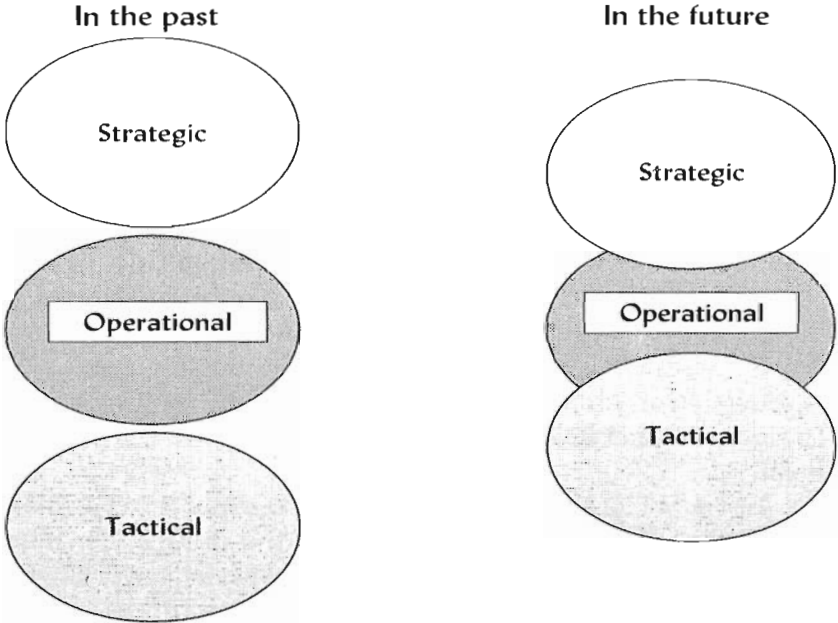 In the past
Strategic
Operational
Tactical
In the future
Strategic
Operational
Tactical